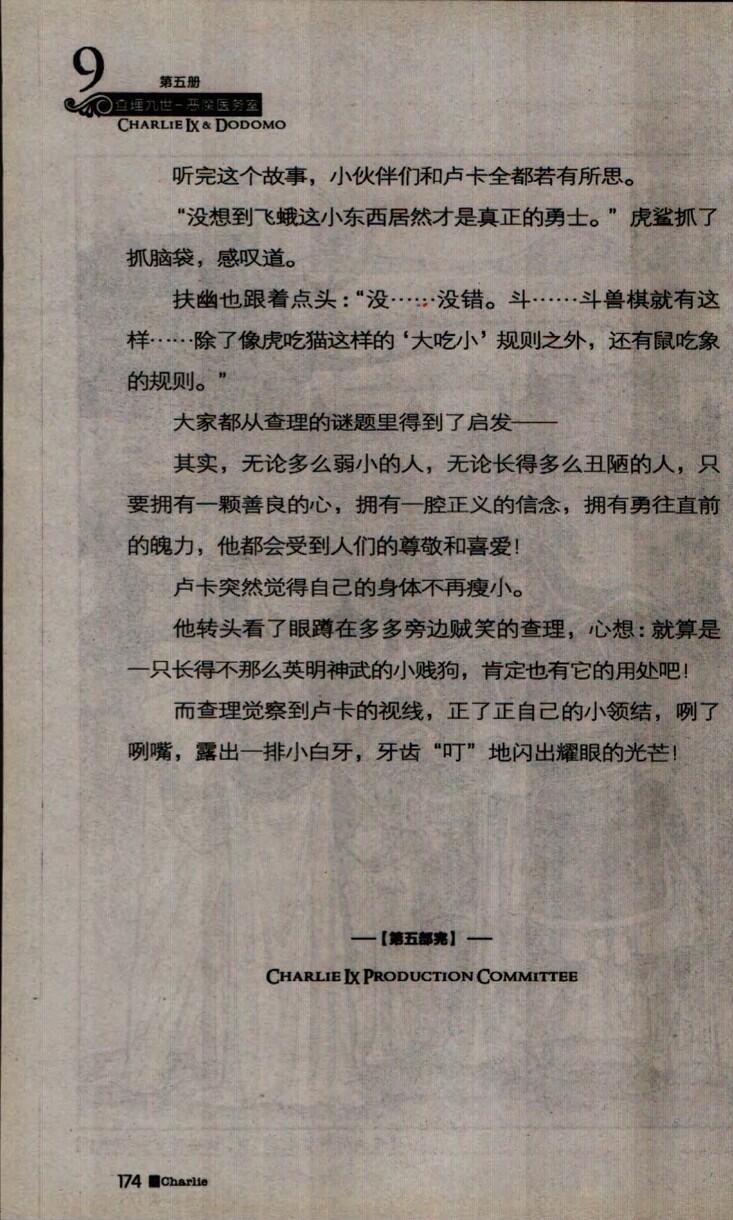 9
第五册
查理九世－恶魔医务室
CHARLIE IX & DODOMO
听完这个故事，小伙伴们和卢卡全都若有所思。
“没想到飞蛾这小东西居然才是真正的勇士。”虎鲨抓了
抓脑袋，感叹道。
扶幽也跟着点头：“没……没错。斗……斗兽棋就有这
样……除了像虎吃猫这样的‘大吃小’规则之外，还有鼠吃象
的规则。”
大家都从查理的谜题里得到了启发——
其实，无论多么弱小的人，无论长得多么丑陋的人，只
要拥有一颗善良的心，拥有一腔正义的信念，拥有勇往直前
的魄力，他都会受到人们的尊敬和喜爱！
卢卡突然觉得自己的身体不再瘦小。
他转头看了眼蹲在多多旁边贼笑的查理，心想：就算是
一只长得不那么英明神武的小贱狗，肯定也有它的用处吧！
而查理觉察到卢卡的视线，正了正自己的小领结，咧了
咧嘴，露出一排小白牙，牙齿“叮”地闪出耀眼的光芒！
——【第五部完】——
CHARLIE IX PRODUCTION COMMITTEE
174 ■Charlie